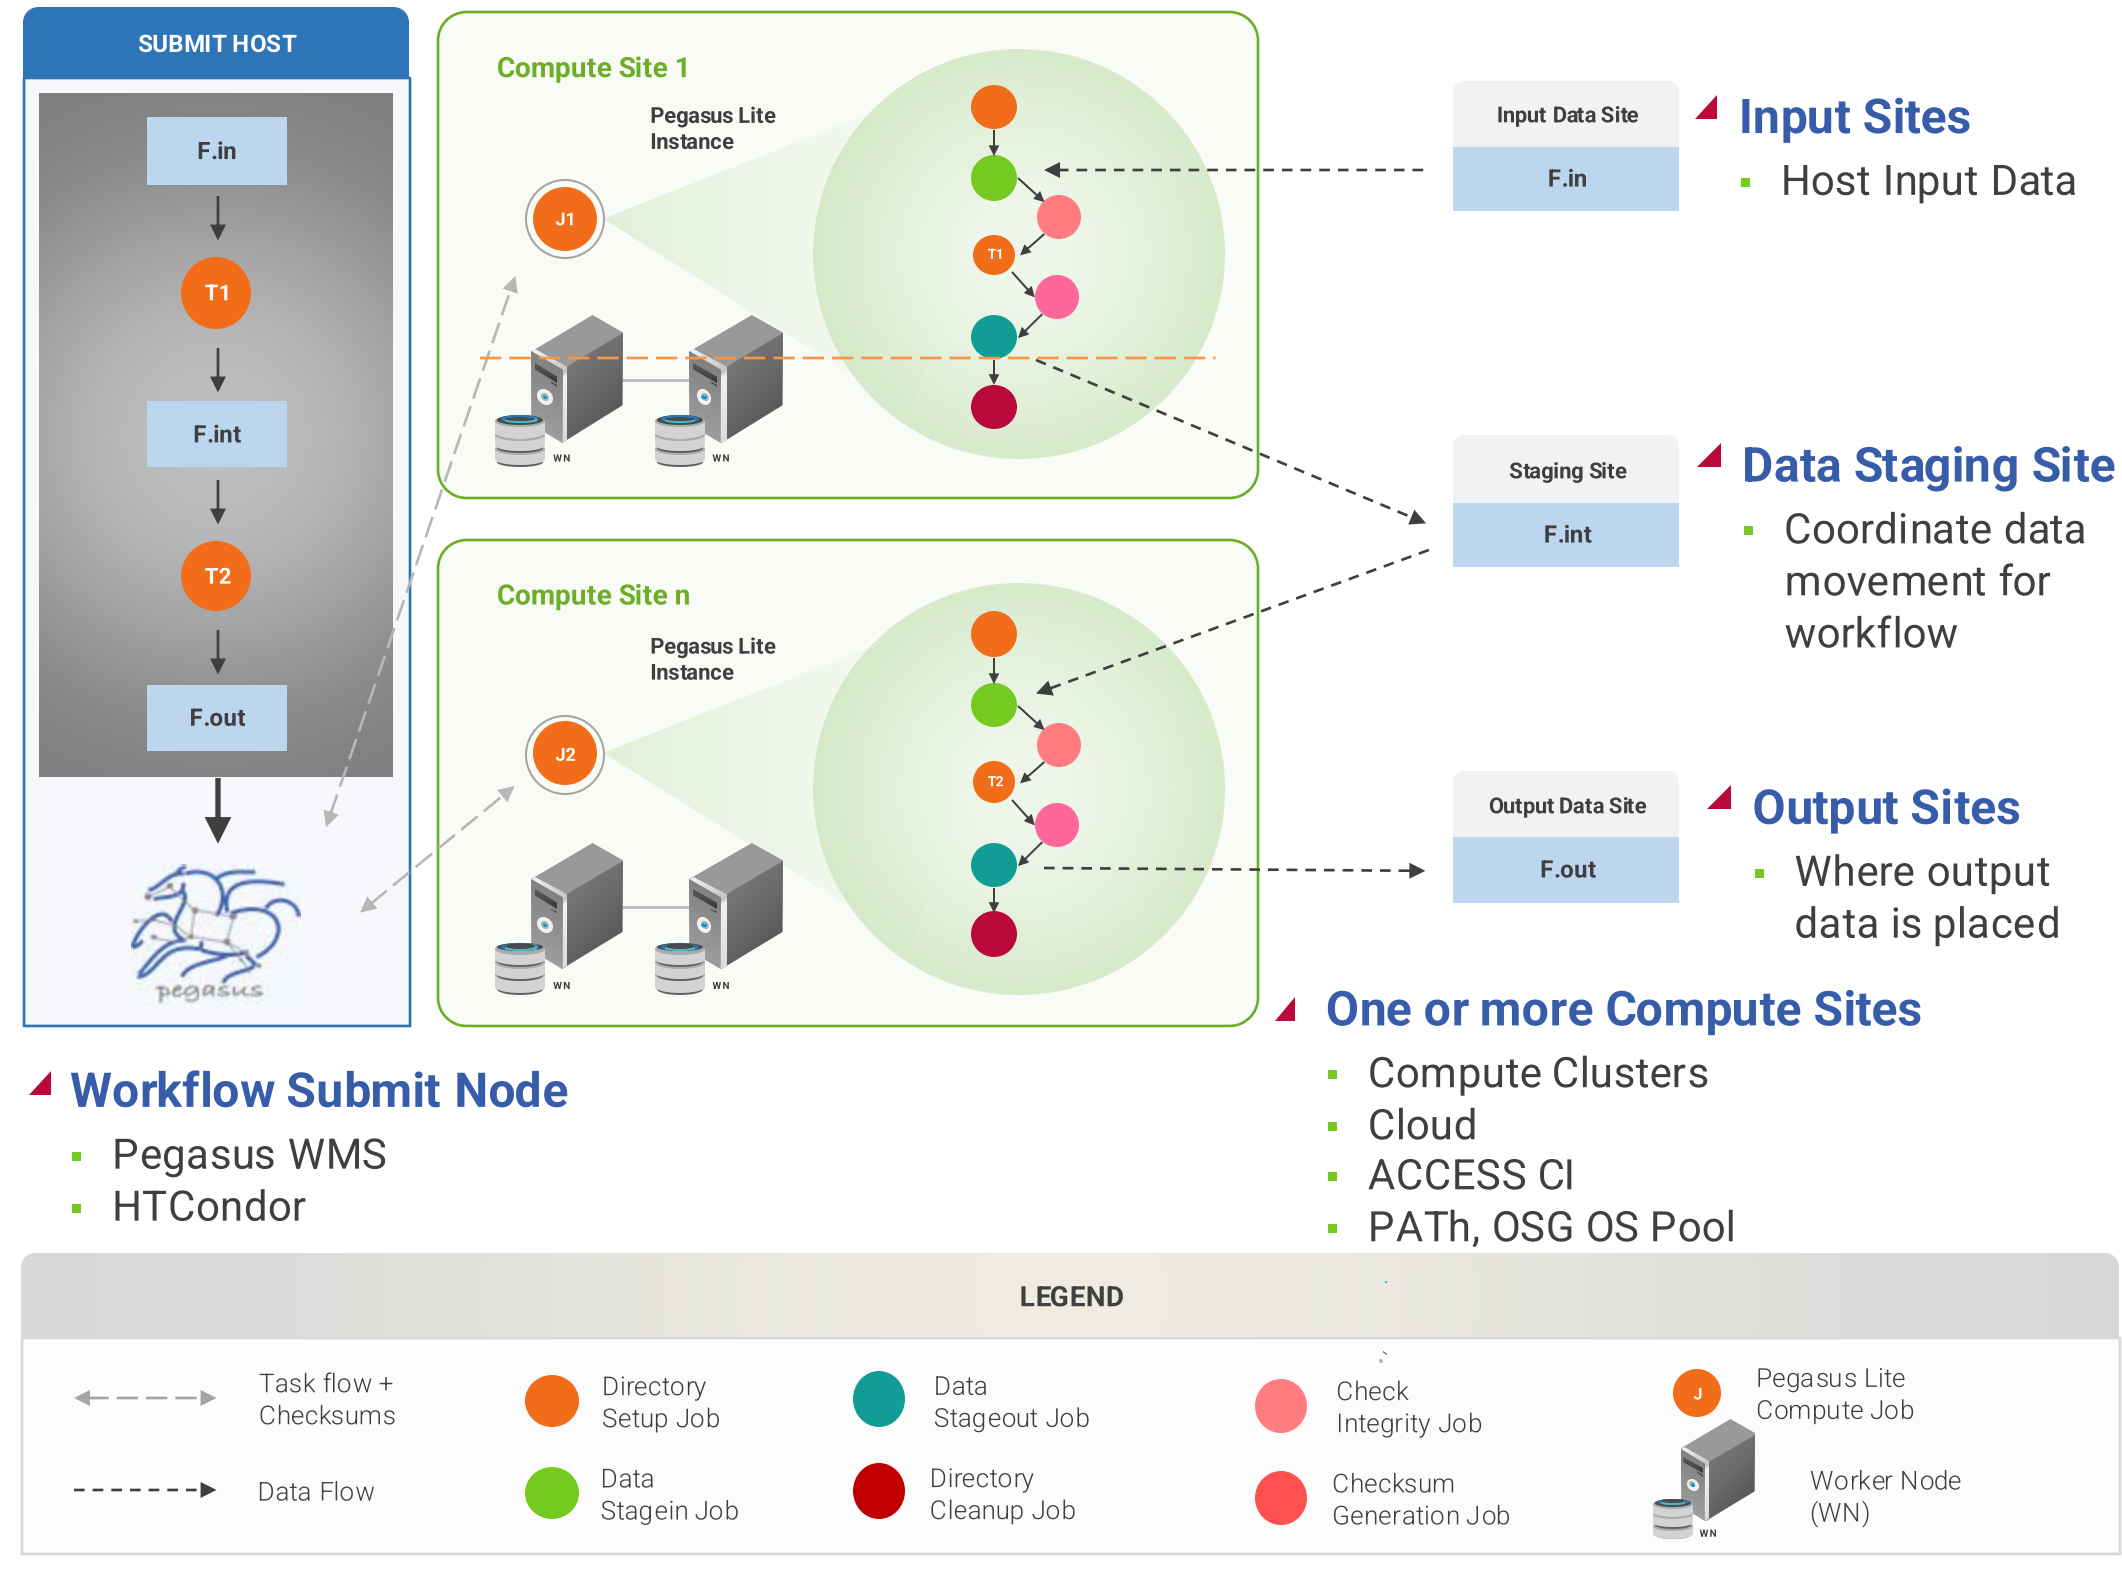 SUBMIT HOST
F.in
T1
F.int
T2
F.out
pegasus
Compute Site 1
Pegasus Lite
Instance
J1
T1
WN
WN
Compute Site n
Pegasus Lite
Instance
J2
T2
WN
WN
Input Data Site
F.in
Input Sites
Host Input Data
Staging Site
F.int
Data Staging Site
Coordinate data
movement for
workflow
Output Data Site
F.out
Output Sites
Where output
data is placed
One or more Compute Sites
Compute Clusters
Cloud
ACCESS CI
PATh, OSG OS Pool
Workflow Submit Node
Pegasus WMS
HTCondor
LEGEND
Task flow +
Checksums
Data Flow
Directory
Setup Job
Data
Stagein Job
Data
Stageout Job
Directory
Cleanup Job
Check
Integrity Job
Checksum
Generation Job
J
Pegasus Lite
Compute Job
WN
Worker Node
(WN)